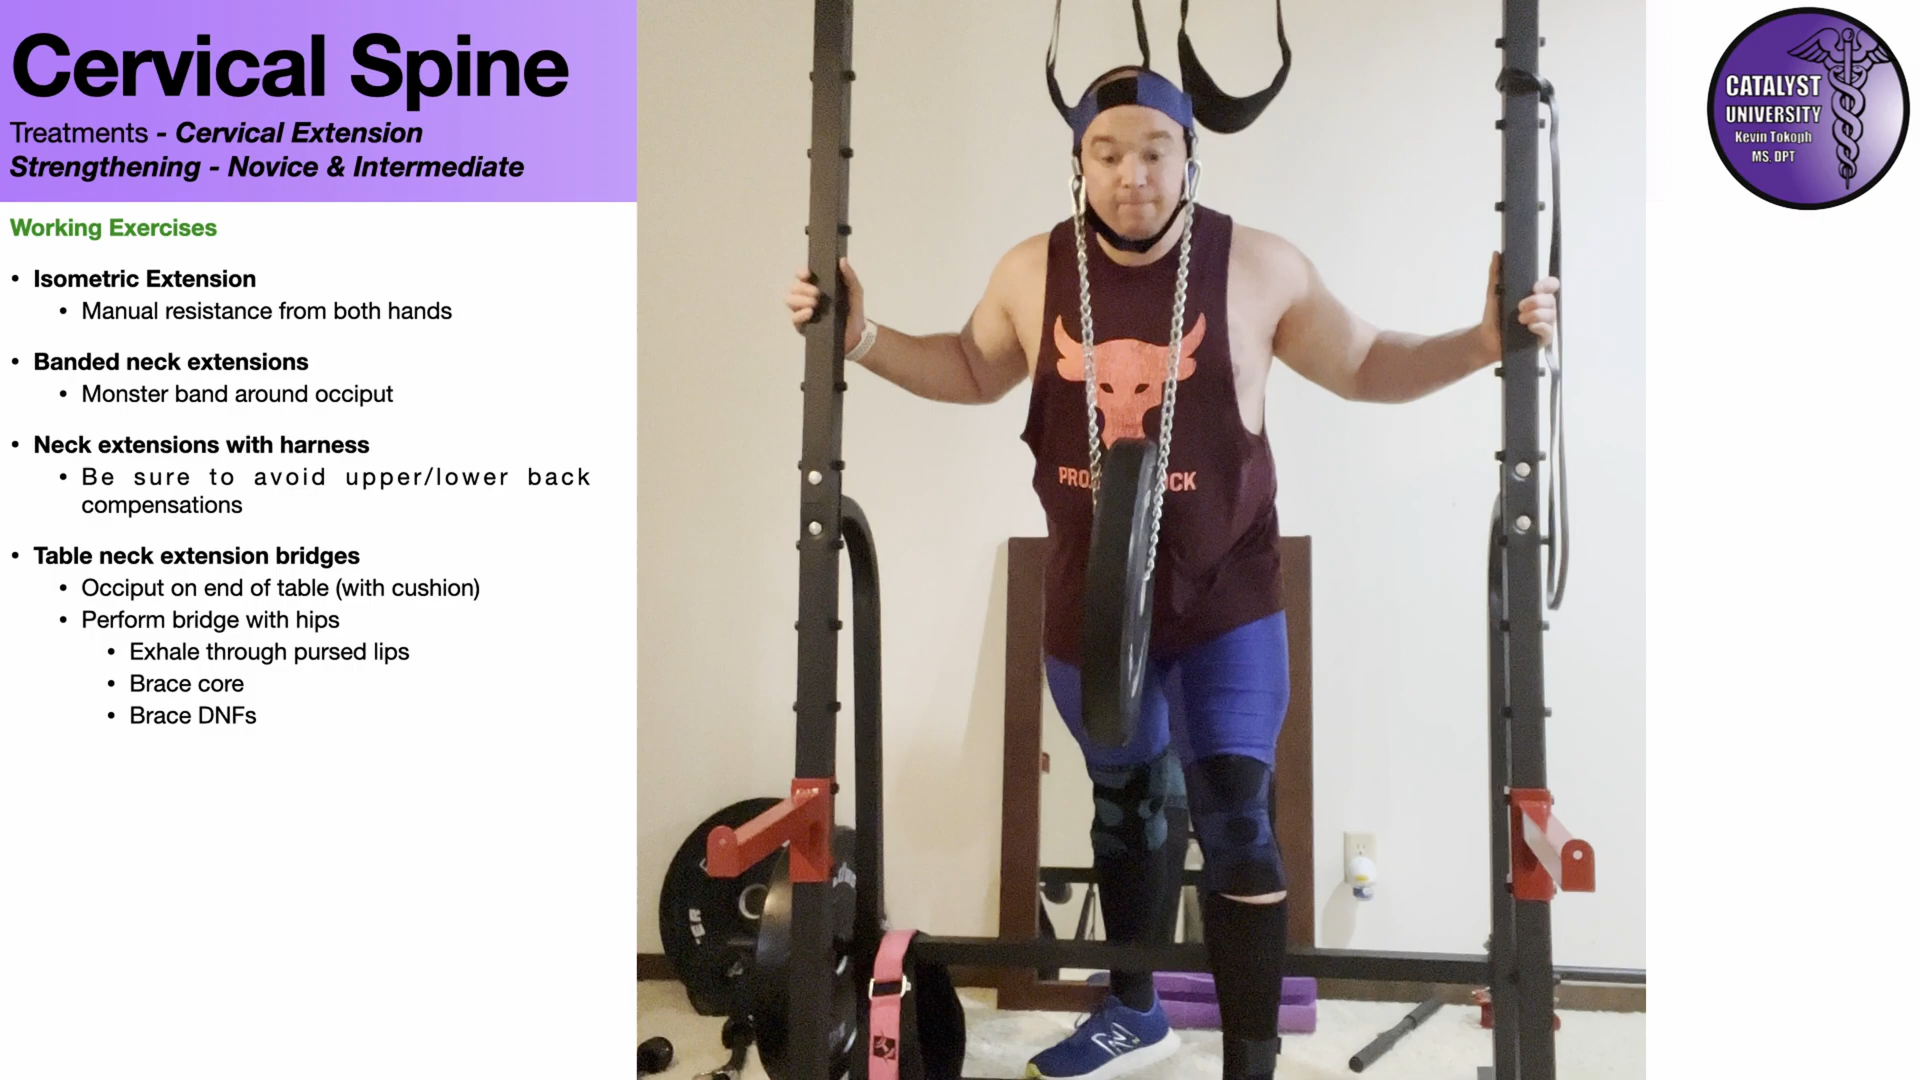 Cervical Spine
Treatments - Cervical Extension
Strengthening - Novice & Intermediate
Working Exercises
• Isometric Extension
• Manual resistance from both hands
• Banded neck extensions
• Monster band around occiput
• Neck extensions with harness
• Be sure to avoid upper/lower back
compensations
• Table neck extension bridges
• Occiput on end of table (with cushion)
• Perform bridge with hips
• Exhale through pursed lips
• Brace core
• Brace DNFs
CATALYST
UNIVERSITY
Kevin Tokoph
MS, DPT